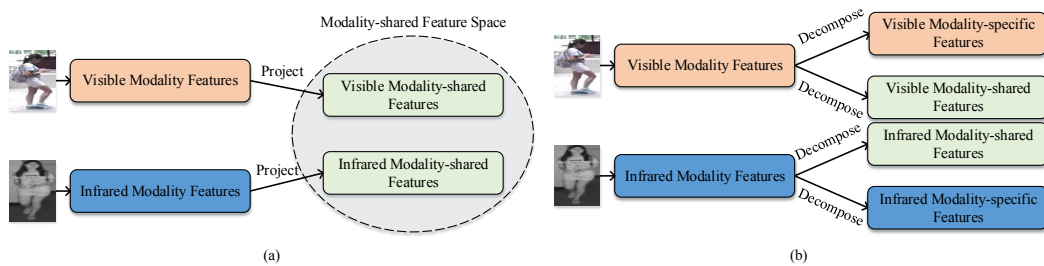 Modality-shared Feature Space
Visible Modality Features
Project
Visible Modality-shared
Features
Infrared Modality Features
Project
Infrared Modality-shared
Features
(a)
Visible Modality Features
Decompose
Visible Modality-specific
Features
Decompose
Visible Modality-shared
Features
Infrared Modality Features
Decompose
Infrared Modality-shared
Features
Decompose
Infrared Modality-specific
Features
(b)